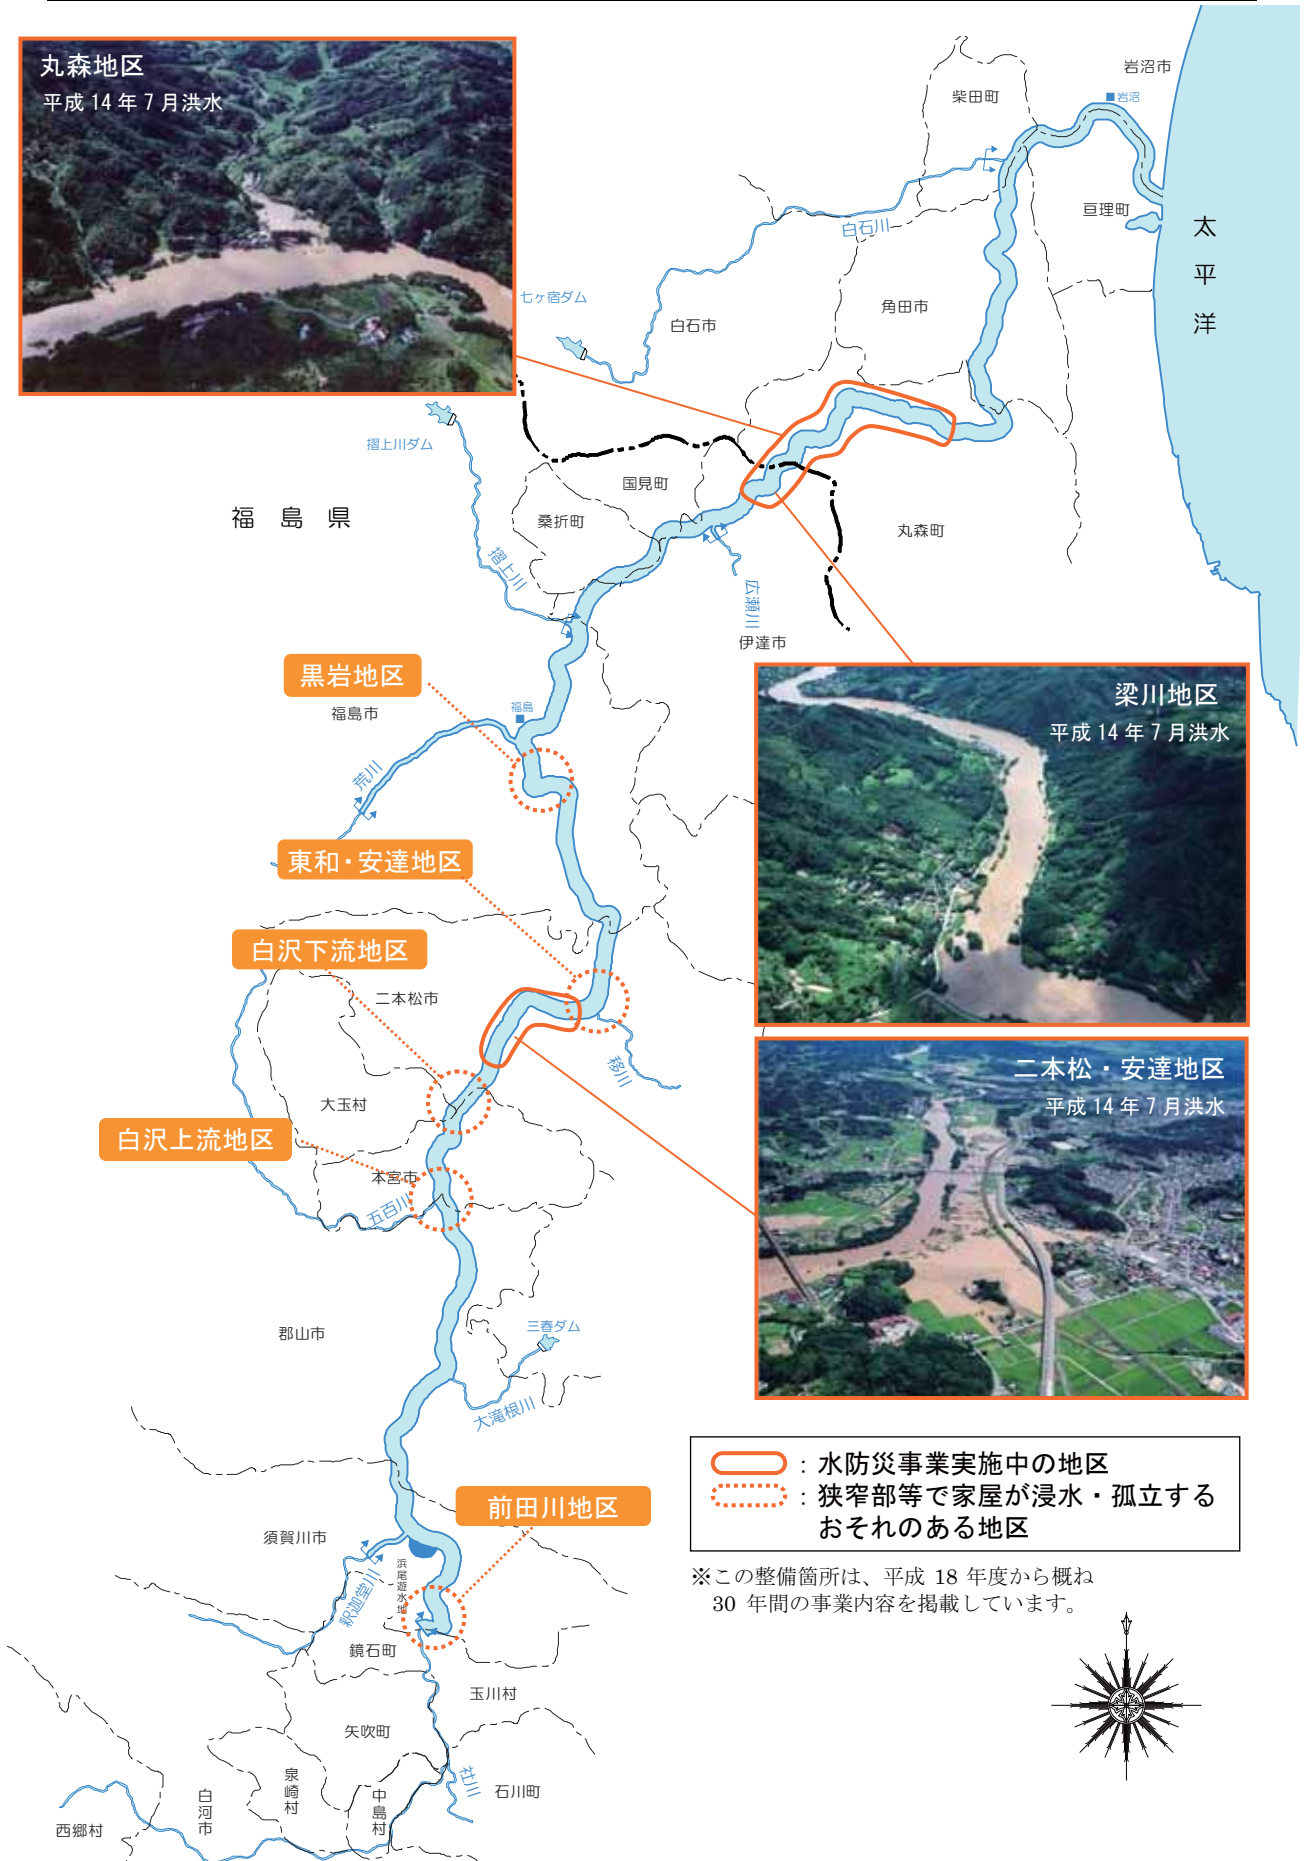 丸森地区
平成14年7月洪水
岩沼市
柴田町
岩沼
亘理町
白石川
太平洋
七ヶ宿ダム
角田市
白石市
摺上川ダム
国見町
福島県
桑折町
丸森町
摺上川
広瀬川
伊達市
黒岩地区
福島市
福島
梁川地区
平成14年7月洪水
荒川
東和・安達地区
白沢下流地区
二本松市
移川
二本松・安達地区
平成14年7月洪水
大玉村
白沢上流地区
本宮市
五百川
郡山市
三春ダム
大滝根川
：水防災事業実施中の地区
：狭窄部等で家屋が浸水・孤立する
おそれのある地区
前田川地区
須賀川市
浜尾遊水地
釈迦堂川
※この整備箇所は、平成 18 年度から概ね
30 年間の事業内容を掲載しています。
鏡石町
玉川村
矢吹町
社川
泉崎村
石川町
白河市
中島村
西郷村